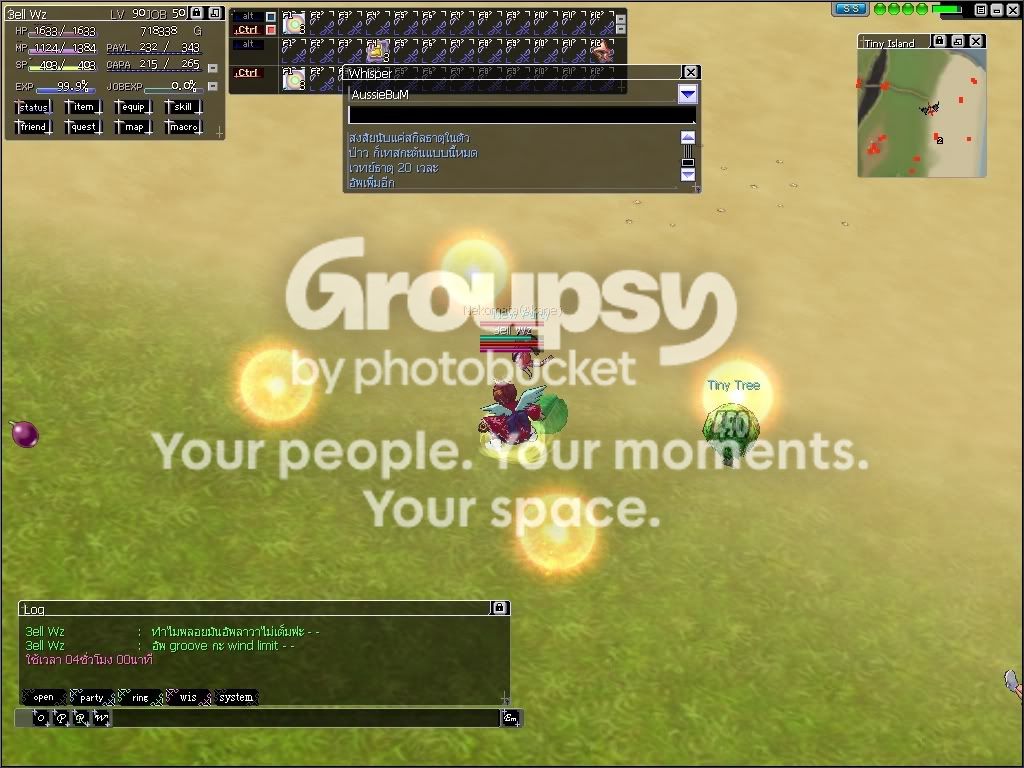 3ell Wz LV 90 JOB 50
HP 1633/1633 718338 G
MP 1124/1384 PAYL 232 / 343
SP 403/403 CAPA 215 / 265
EXP 99.9% JOBEXP 0.0%
status item equip skill
friend quest map macro
alt
Ctrl
alt
Ctrl
Whisper
AussieBuM
สงสัยนับแค่สกิลธาตุในตัว
ป่าว ก็เทสกะต้นแบบนี้หมด
เวทย์ธาตุ 20 เวละ
อัพเพิ่มอีก
SS
Tiny Island
Groupsy
by photobucket
Your people. Your moments.
Your space.
3ell Wz
Tiny Tree
450
Log
3ell Wz : ทำไมพลอยมันอัพลาวาไม่เต็มฟะ - -
3ell Wz : อัพ groove กะ wind limit - -
ใช้เวลา 04ชั่วโมง 00นาที
open party ring wis system
O P R W Em